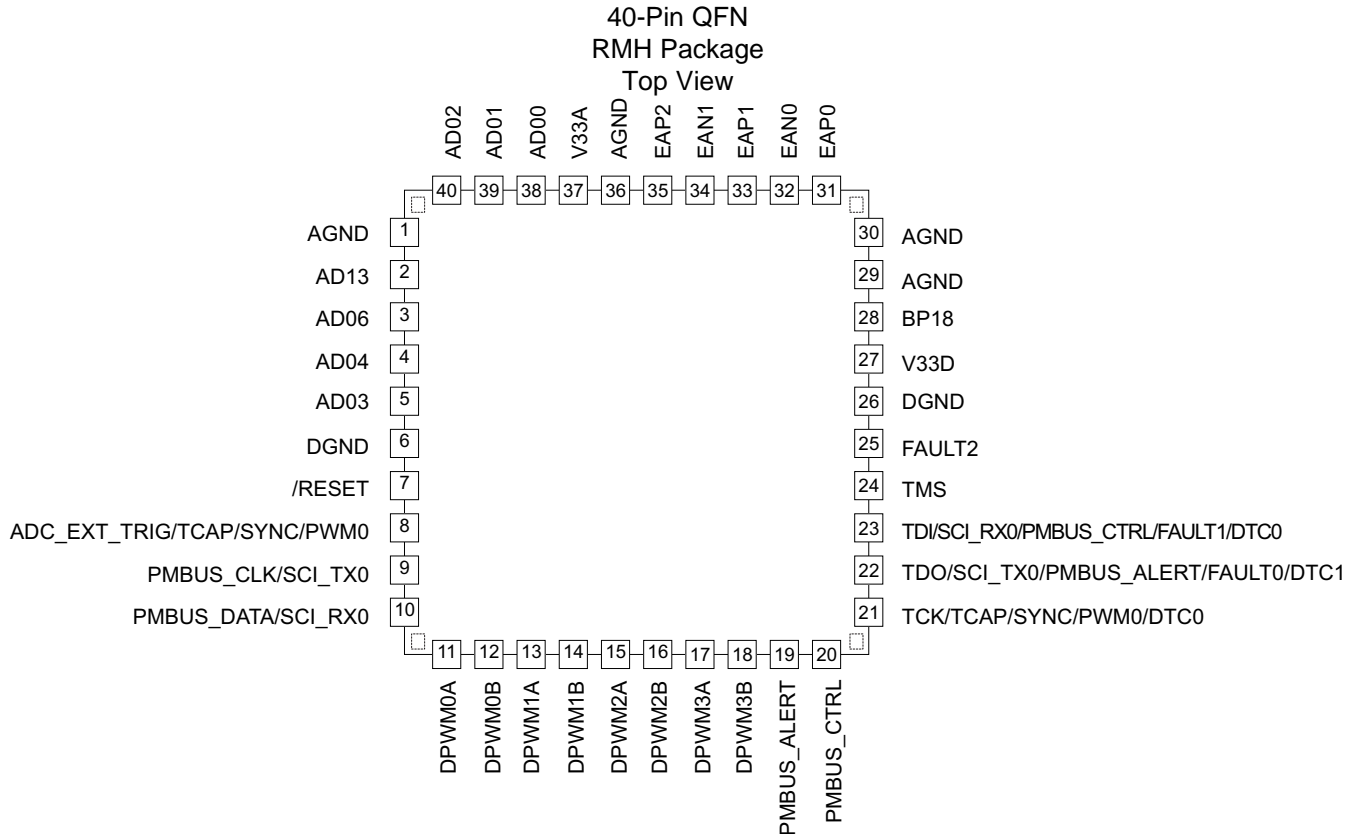 40-Pin QFN
RMH Package
Top View
AD02
AD01
AD00
V33A
AGND
EAP2
EAN1
EAP1
EAN0
EAP0
40
39
38
37
36
35
34
33
32
31
AGND 1
AD13 2
AD06 3
AD04 4
AD03 5
DGND 6
/RESET 7
ADC_EXT_TRIG/TCAP/SYNC/PWM0 8
PMBUS_CLK/SCI_TX0 9
PMBUS_DATA/SCI_RX0 10
30 AGND
29 AGND
28 BP18
27 V33D
26 DGND
25 FAULT2
24 TMS
23 TDI/SCI_RX0/PMBUS_CTRL/FAULT1/DTC0
22 TDO/SCI_TX0/PMBUS_ALERT/FAULT0/DTC1
21 TCK/TCAP/SYNC/PWM0/DTC0
11
12
13
14
15
16
17
18
19
20
DPWM0A
DPWM0B
DPWM1A
DPWM1B
DPWM2A
DPWM2B
DPWM3A
DPWM3B
PMBUS_ALERT
PMBUS_CTRL